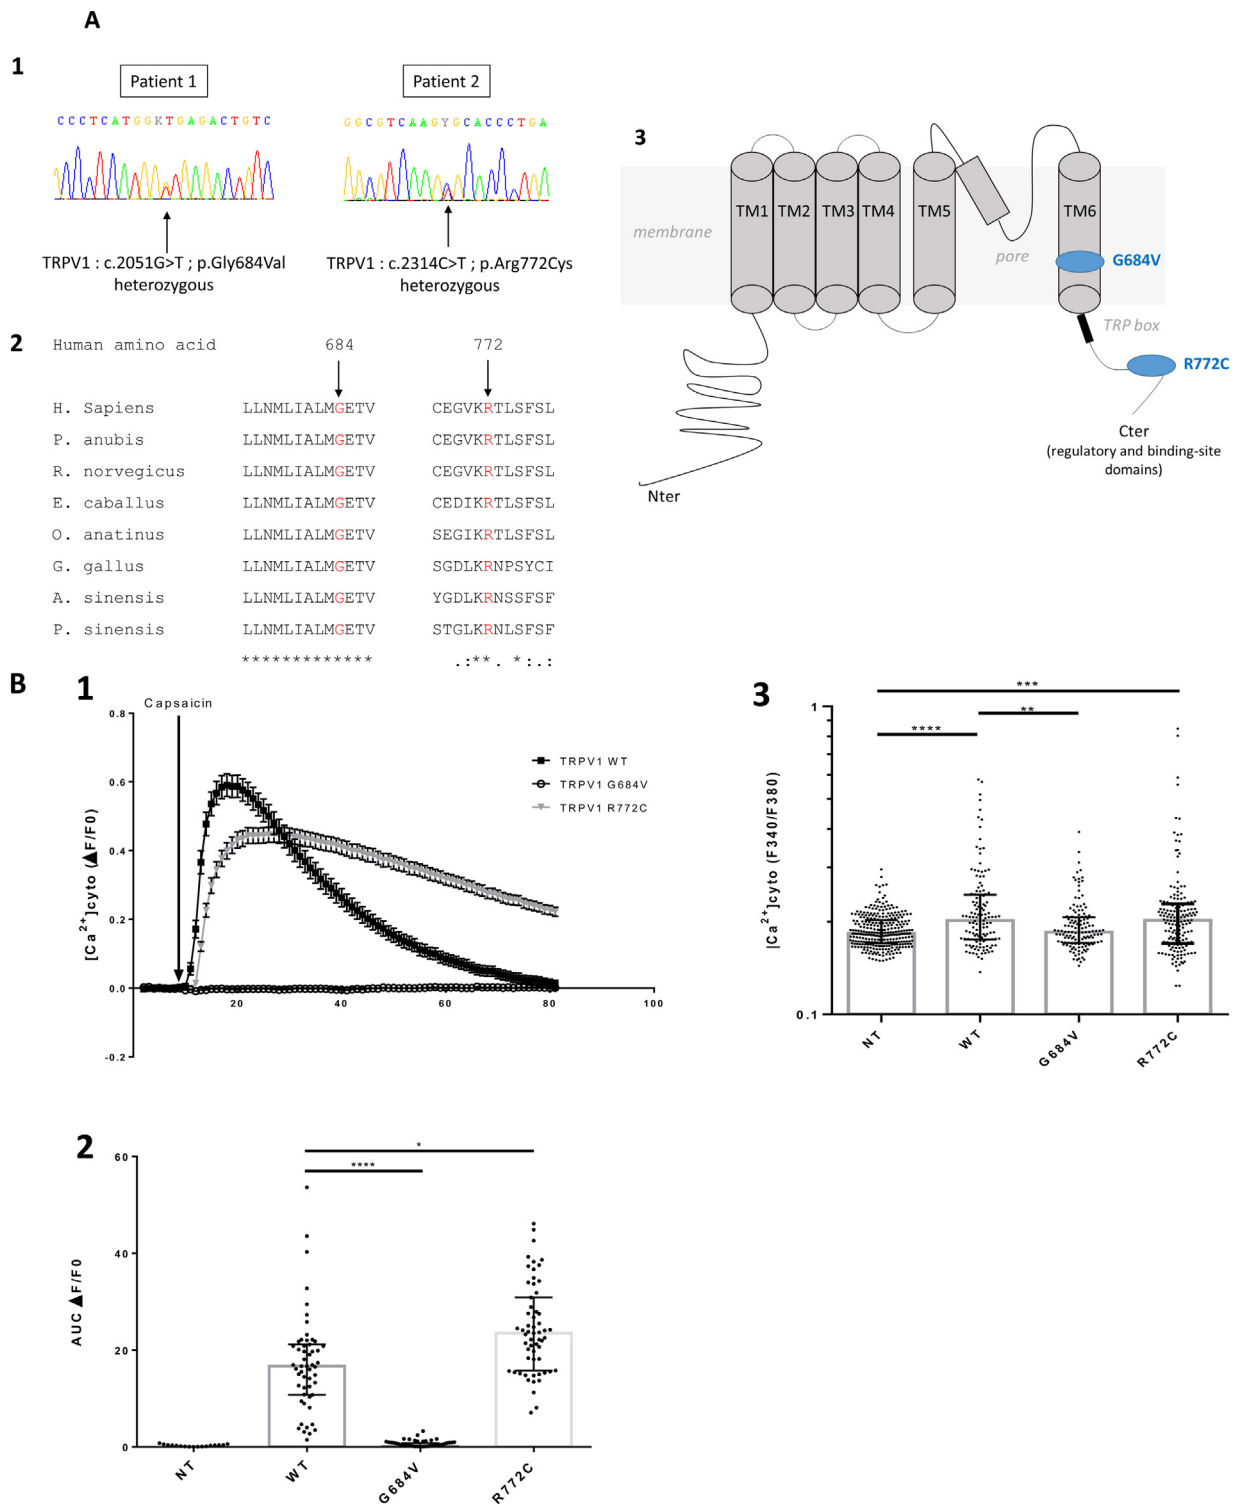 A
1
Patient 1
Patient 2
CCCTCATGGKTGAGACTGTC
GGCGTCAAGYGCACCCTGA
TRPV1 : c.2051G>T ; p.Gly684Val
heterozygous
TRPV1 : c.2314C>T ; p.Arg772Cys
heterozygous
2
Human amino acid 684 772
H. Sapiens LLNMLIALMGETV CEGVKRTLSFSL
P. anubis LLNMLIALMGETV CEGVKRTLSFSL
R. norvegicus LLNMLIALMGETV CEGVKRTLSFSL
E. caballus LLNMLIALMGETV CEDIKRTLSFSL
O. anatinus LLNMLIALMGETV SEGIKRTLSFSL
G. gallus LLNMLIALMGETV SGDLKRNPSYCI
A. sinensis LLNMLIALMGETV YGDLKRNSSFSF
P. sinensis LLNMLIALMGETV STGLKRNLSFSF
************* .:**. *:.:
3
TM1 TM2 TM3 TM4 TM5 TM6
membrane
pore
G684V
TRP box
R772C
Cter
(regulatory and binding-site
domains)
Nter
B
1
Capsaicin
TRPV1 WT
TRPV1 G684V
TRPV1 R772C
[Ca2+]cyto (▲F/F0)
0.8
0.6
0.4
0.2
0.0
-0.2
20 40 60 80 100
3
***
**
****
[Ca2+]cyto (F340/F380)
1
0.1
NT WT G684V R772C
2
*
****
AUC ▲F/F0
60
40
20
0
NT WT G684V R772C